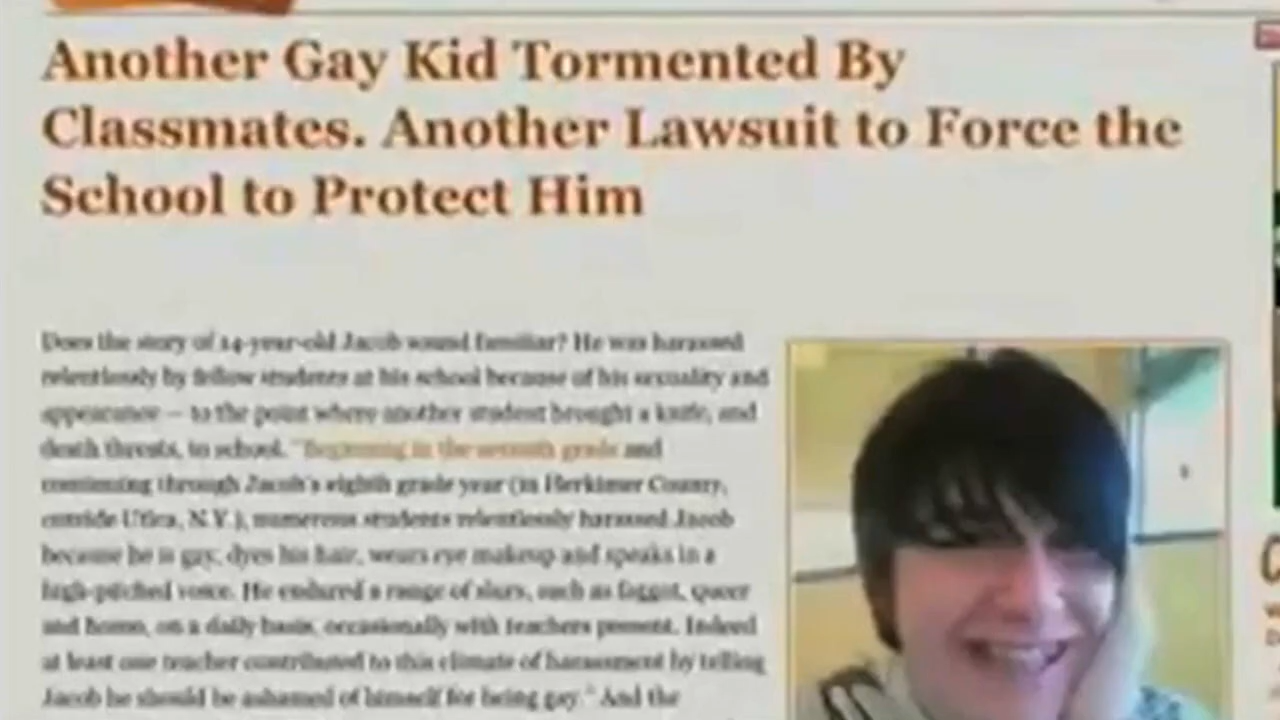 Another Gay Kid Tormented By
Classmates. Another Lawsuit to Force the
School to Protect Him
Does the story of 14-year-old Jacob sound familiar? He was harassed
relentlessly by fellow students at his school because of his sexuality and
appearance — to the point where another student brought a knife, and
death threats, to school. "Beginning in the seventh grade and
continuing through Jacob's eighth grade year (in Herkimer County,
outside Utica, N.Y.), numerous students relentlessly harassed Jacob
because he is gay, dyes his hair, wears eye makeup and speaks in a
high-pitched voice. He endured a range of slurs, such as faggot, queer
and homo, on a daily basis, occasionally with teachers present. Indeed
at least one teacher contributed to this climate of harassment by telling
Jacob he should be ashamed of himself for being gay." And the